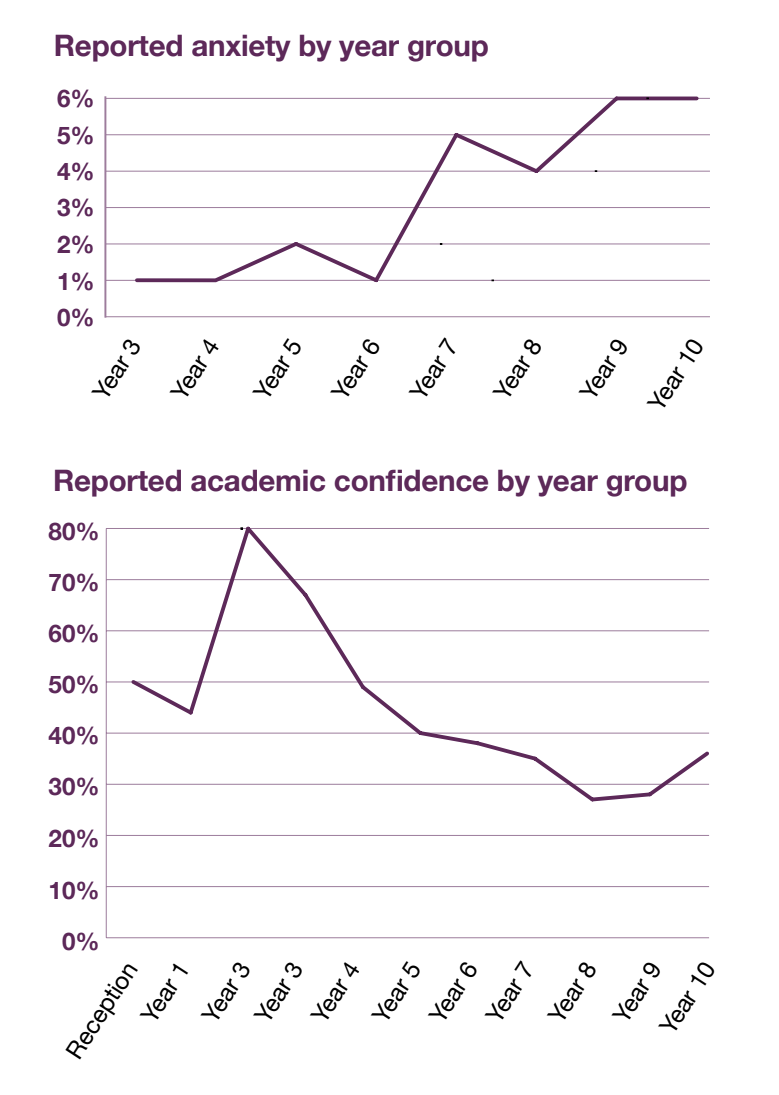 Reported anxiety by year group
6%
5%
4%
3%
2%
1%
0%
Year 3
Year 4
Year 5
Year 6
Year 7
Year 8
Year 9
Year 10
Reported academic confidence by year group
80%
70%
60%
50%
40%
30%
20%
10%
0%
Reception
Year 1
Year 3
Year 3
Year 4
Year 5
Year 6
Year 7
Year 8
Year 9
Year 10